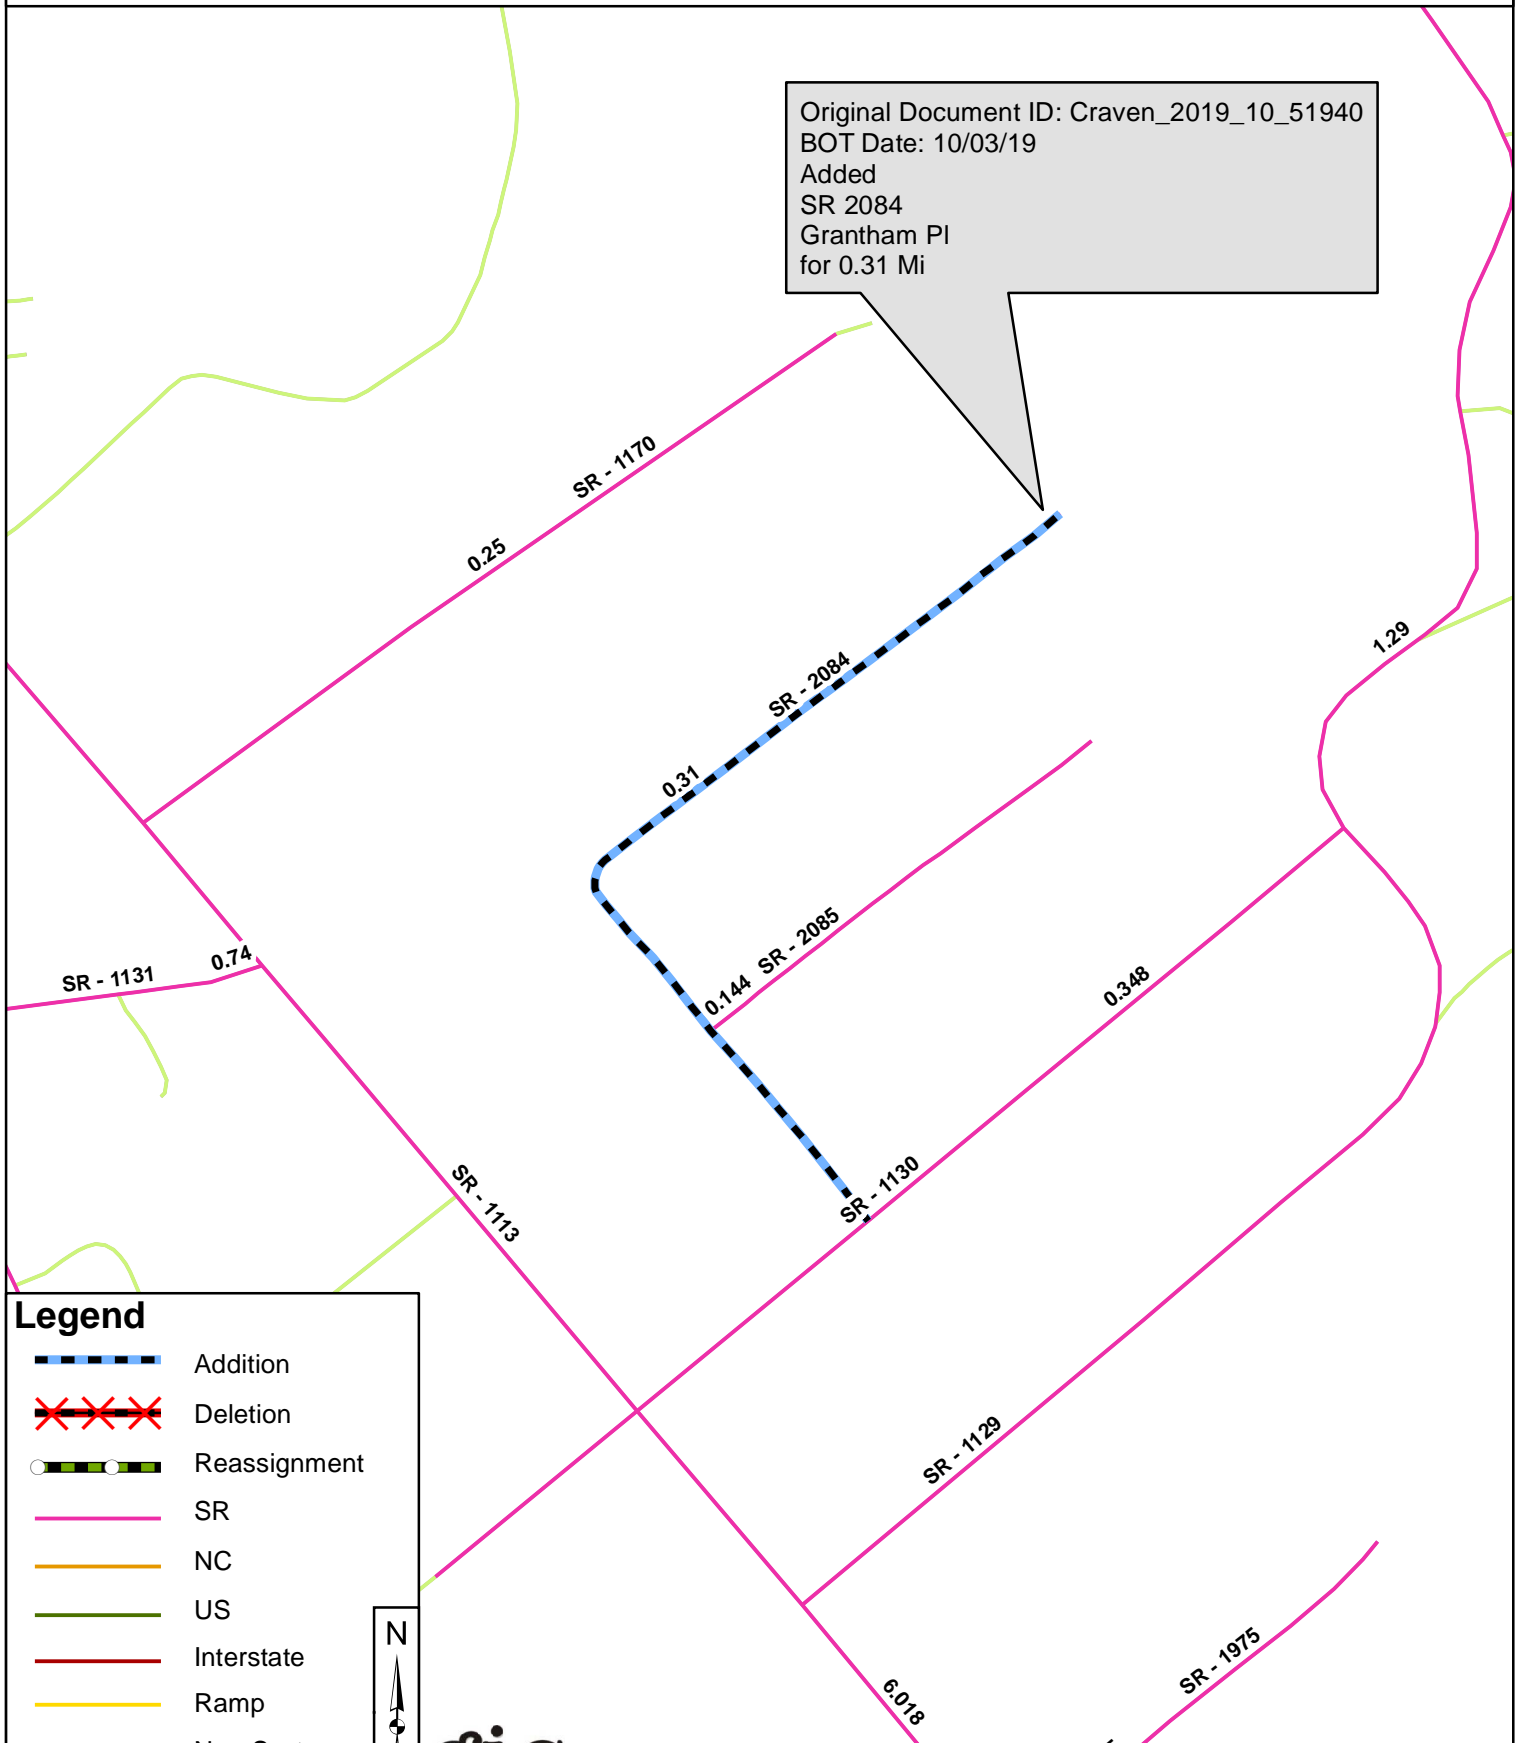 Original Document ID: Craven_2019_10_51940
BOT Date: 10/03/19
Added
SR 2084
Grantham Pl
for 0.31 Mi
SR - 1170
0.25
1.29
SR - 2084
0.31
SR - 2085
0.144
SR - 1131
0.74
0.348
SR - 1130
SR - 1113
SR - 1129
SR - 1975
6.018
Legend
Addition
Deletion
Reassignment
SR
NC
US
Interstate
Ramp
N